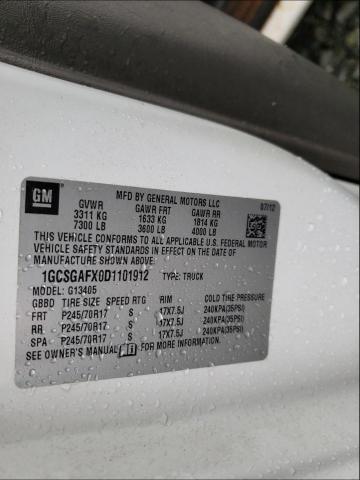 GM
MFD BY GENERAL MOTORS LLC
07/12
GVWR GAWR FRT GAWR RR
3311 KG 1633 KG 1814 KG
7300 LB 3600 LB 4000 LB
THIS VEHICLE CONFORMS TO ALL APPLICABLE U.S. FEDERAL MOTOR
VEHICLE SAFETY STANDARDS IN EFFECT ON THE DATE OF
MANUFACTURE SHOWN ABOVE.
1GCSGAFX0D1101912 TYPE: TRUCK
MODEL: G13405
GBBD TIRE SIZE SPEED RTG RIM COLD TIRE PRESSURE
FRT P245/70R17 S 17X7.5J 240KPA(35PSI)
RR P245/70R17 S 17X7.5J 240KPA(35PSI)
SPA P245/70R17 S 17X7.5J 240KPA(35PSI)
SEE OWNER'S MANUAL FOR MORE INFORMATION.